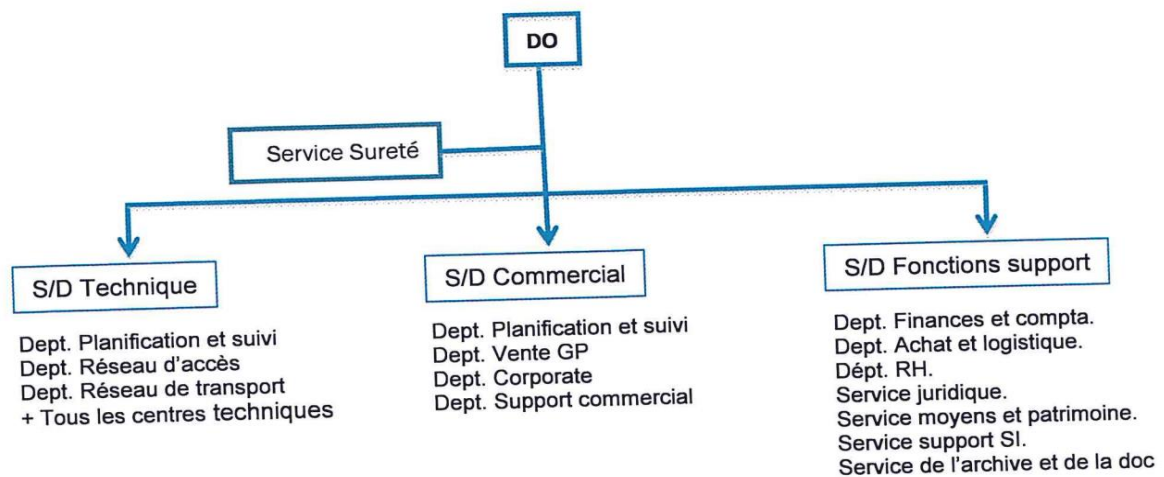 DO
Service Sureté
S/D Technique
Dept. Planification et suivi
Dept. Réseau d'accès
Dept. Réseau de transport
+ Tous les centres techniques
S/D Commercial
Dept. Planification et suivi
Dept. Vente GP
Dept. Corporate
Dept. Support commercial
S/D Fonctions support
Dept. Finances et compta.
Dept. Achat et logistique.
Dépt. RH.
Service juridique.
Service moyens et patrimoine.
Service support SI.
Service de l'archive et de la doc